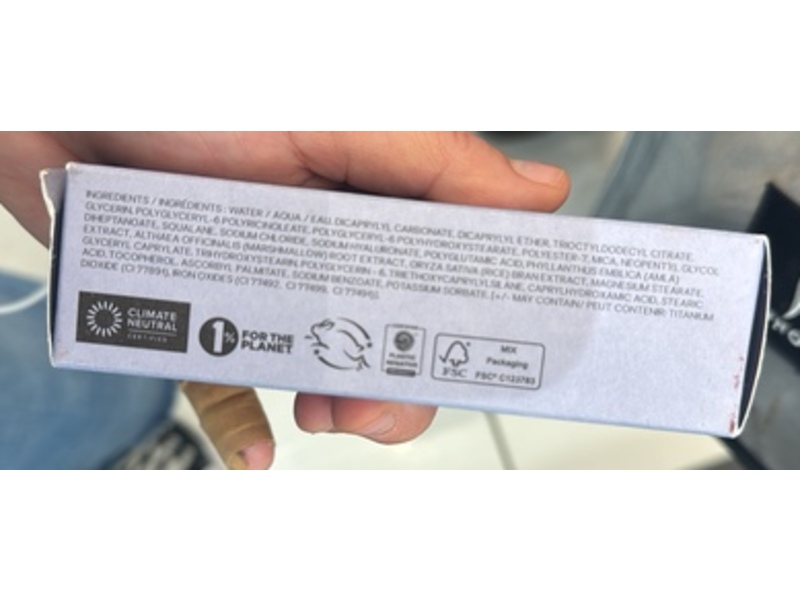 INGREDIENTS / INGRÉDIENTS : WATER / AQUA / EAU, DICAPRYLYL CARBONATE, DICAPRYLYL ETHER, TRIOCTYLDODECYL CITRATE,
GLYCERIN, POLYGLYCERYL-6 POLYRICINOLEATE, POLYGLYCERYL-6 POLYHYDROXYSTEARATE, POLYESTER-7, MICA, NEOPENTYL GLYCOL
DIHEPTANOATE, SQUALANE, SODIUM CHLORIDE, SODIUM HYALURONATE, POLYGLUTAMIC ACID, PHYLLANTHUS EMBLICA (AMLA)
EXTRACT, ALTHAEA OFFICINALIS (MARSHMALLOW) ROOT EXTRACT, ORYZA SATIVA (RICE) BRAN EXTRACT, MAGNESIUM STEARATE,
GLYCERYL CAPRYLATE, TRIHYDROXYSTEARIN, POLYGLYCERIN - 6, TRIETHOXYCAPRYLYLSILANE, CAPRYLHYDROXAMIC ACID, STEARIC
ACID, TOCOPHEROL, ASCORBYL PALMITATE, SODIUM BENZOATE, POTASSIUM SORBATE, [+/- MAY CONTAIN/ PEUT CONTENIR: TITANIUM
DIOXIDE (CI 77891), IRON OXIDES (CI 77492, CI 77499, CI 77491)]
CLIMATE
NEUTRAL
CERTIFIED
1%
FOR THE
PLANET
PLASTIC
NEGATIVE
FSC
MIX
Packaging
FSC® C122783